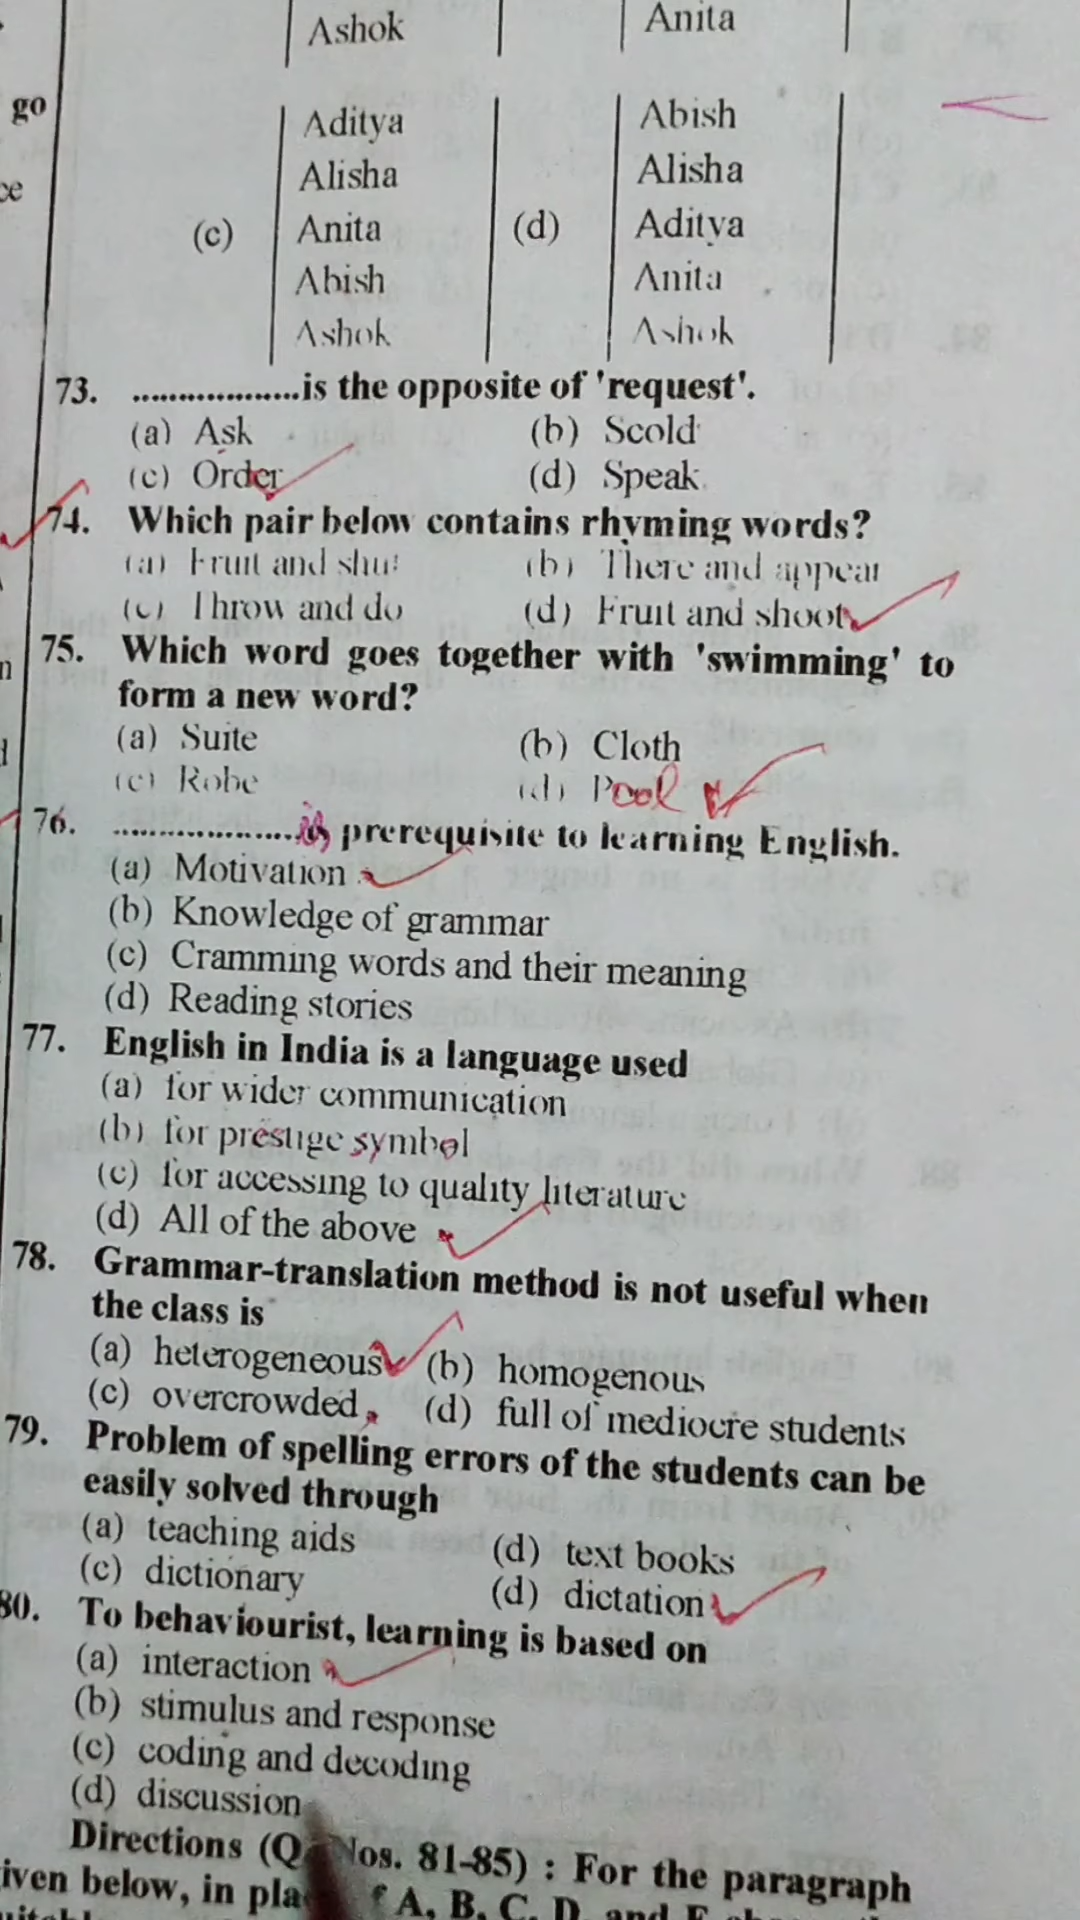 Ashok Anita
go
Aditya Abish
Alisha Alisha
(c) Anita (d) Aditya
Abish Anita
Ashok Ashok
73. ..................is the opposite of 'request'.
(a) Ask (b) Scold
(c) Order (d) Speak
74. Which pair below contains rhyming words?
(a) Fruit and shut (b) There and appear
(c) Throw and do (d) Fruit and shoot
75. Which word goes together with 'swimming' to
form a new word?
(a) Suite (b) Cloth
(c) Robe (d) Pool
76. ....................is prerequisite to learning English.
(a) Motivation
(b) Knowledge of grammar
(c) Cramming words and their meaning
(d) Reading stories
77. English in India is a language used
(a) for wider communication
(b) for prestige symbol
(c) for accessing to quality literature
(d) All of the above
78. Grammar-translation method is not useful when
the class is
(a) heterogeneous (b) homogenous
(c) overcrowded (d) full of mediocre students
79. Problem of spelling errors of the students can be
easily solved through
(a) teaching aids (d) text books
(c) dictionary (d) dictation
80. To behaviourist, learning is based on
(a) interaction
(b) stimulus and response
(c) coding and decoding
(d) discussion
Directions (Q. Nos. 81-85) : For the paragraph
iven below, in A, B, C, D and E